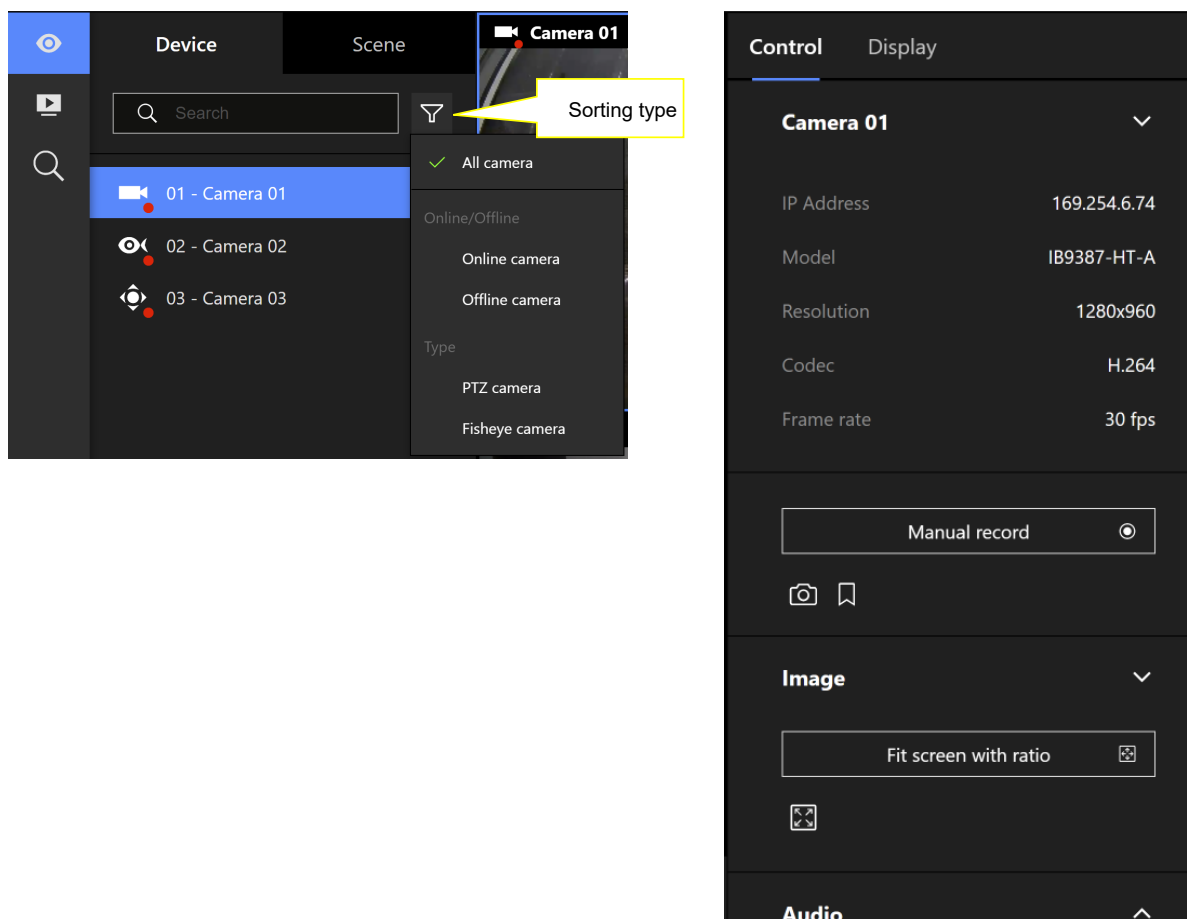 Device
Scene
Camera 01
Search
Sorting type
All camera
01 - Camera 01
Online/Offline
02 - Camera 02
Online camera
03 - Camera 03
Offline camera
Type
PTZ camera
Fisheye camera
Control
Display
Camera 01
IP Address 169.254.6.74
Model IB9387-HT-A
Resolution 1280x960
Codec H.264
Frame rate 30 fps
Manual record
Image
Fit screen with ratio
Audio